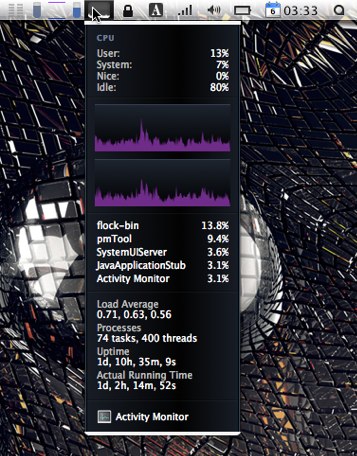 A
6
03:33
CPU
User: 13%
System: 7%
Nice: 0%
Idle: 80%
flock-bin 13.8%
pmTool 9.4%
SystemUIServer 3.6%
JavaApplicationStub 3.1%
Activity Monitor 3.1%
Load Average
0.71, 0.63, 0.56
Processes
74 tasks, 400 threads
Uptime
1d, 10h, 35m, 9s
Actual Running Time
1d, 2h, 14m, 52s
Activity Monitor